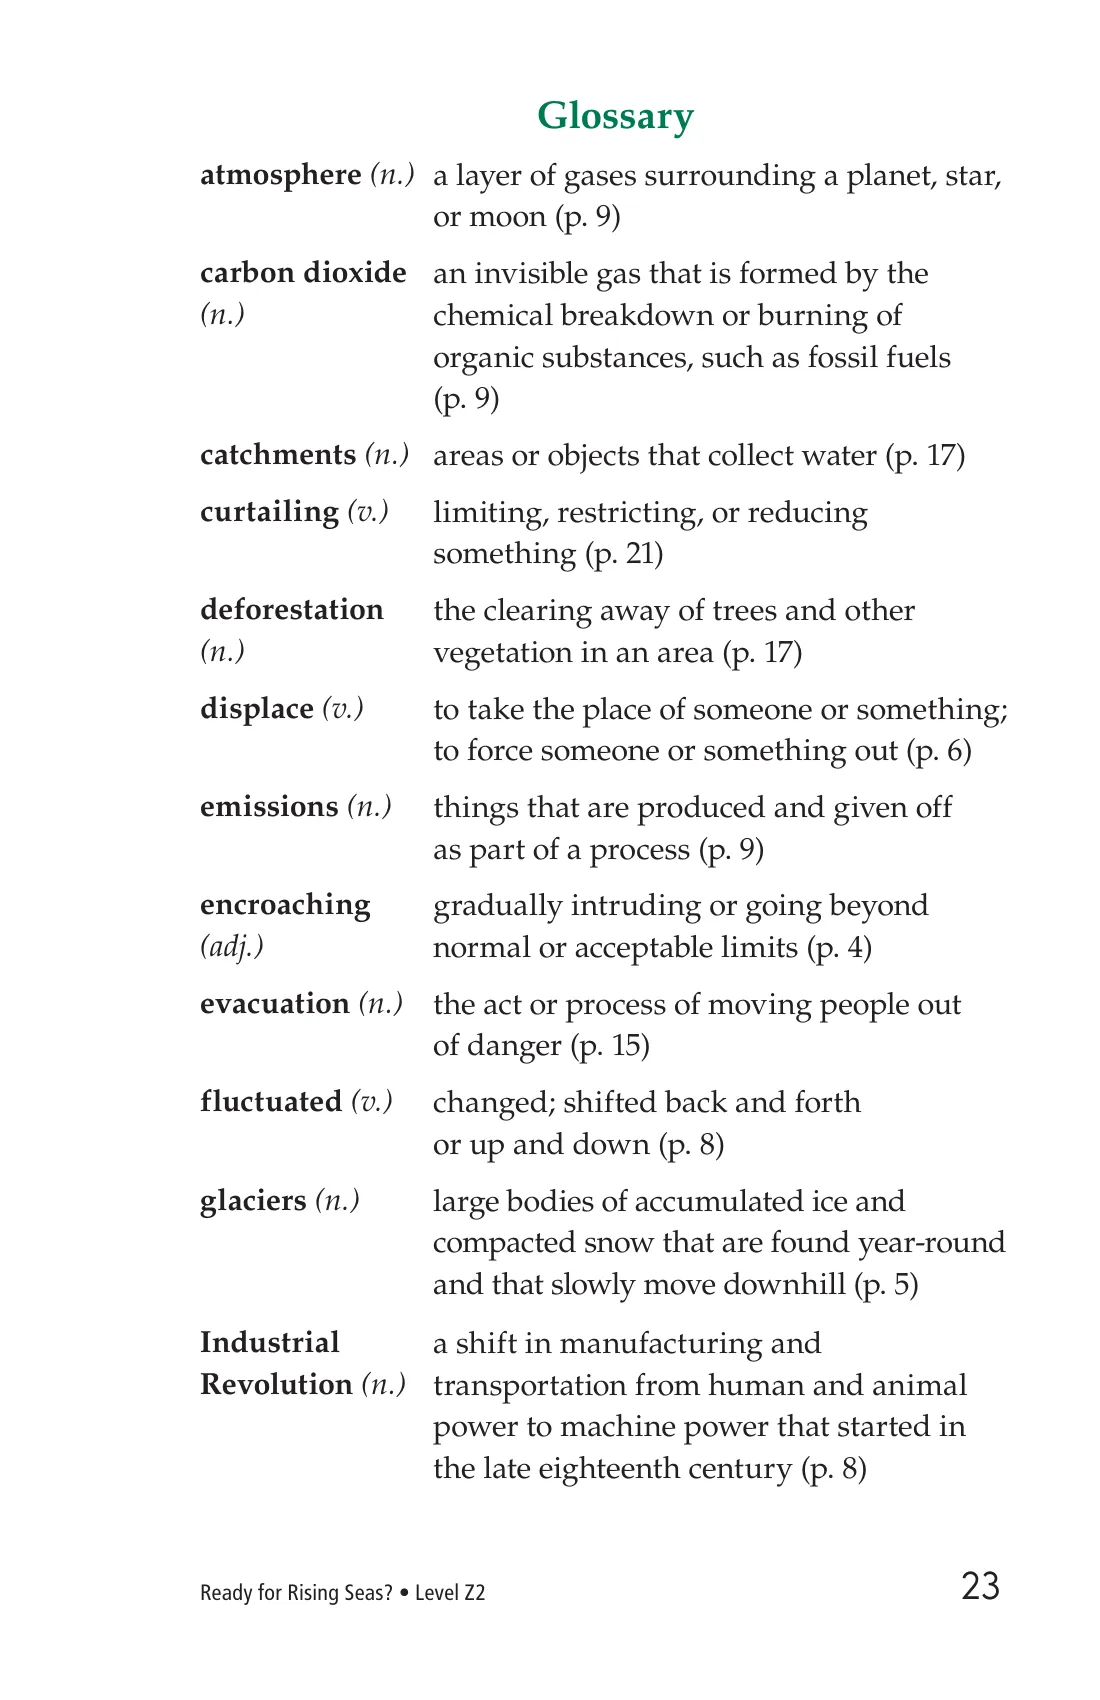 Glossary
atmosphere (n.) a layer of gases surrounding a planet, star,
or moon (p. 9)
carbon dioxide an invisible gas that is formed by the
(n.) chemical breakdown or burning of
organic substances, such as fossil fuels
(p. 9)
catchments (n.) areas or objects that collect water (p. 17)
curtailing (v.) limiting, restricting, or reducing
something (p. 21)
deforestation the clearing away of trees and other
(n.) vegetation in an area (p. 17)
displace (v.) to take the place of someone or something;
to force someone or something out (p. 6)
emissions (n.) things that are produced and given off
as part of a process (p. 9)
encroaching gradually intruding or going beyond
(adj.) normal or acceptable limits (p. 4)
evacuation (n.) the act or process of moving people out
of danger (p. 15)
fluctuated (v.) changed; shifted back and forth
or up and down (p. 8)
glaciers (n.) large bodies of accumulated ice and
compacted snow that are found year-round
and that slowly move downhill (p. 5)
Industrial a shift in manufacturing and
Revolution (n.) transportation from human and animal
power to machine power that started in
the late eighteenth century (p. 8)
Ready for Rising Seas? • Level Z2 23